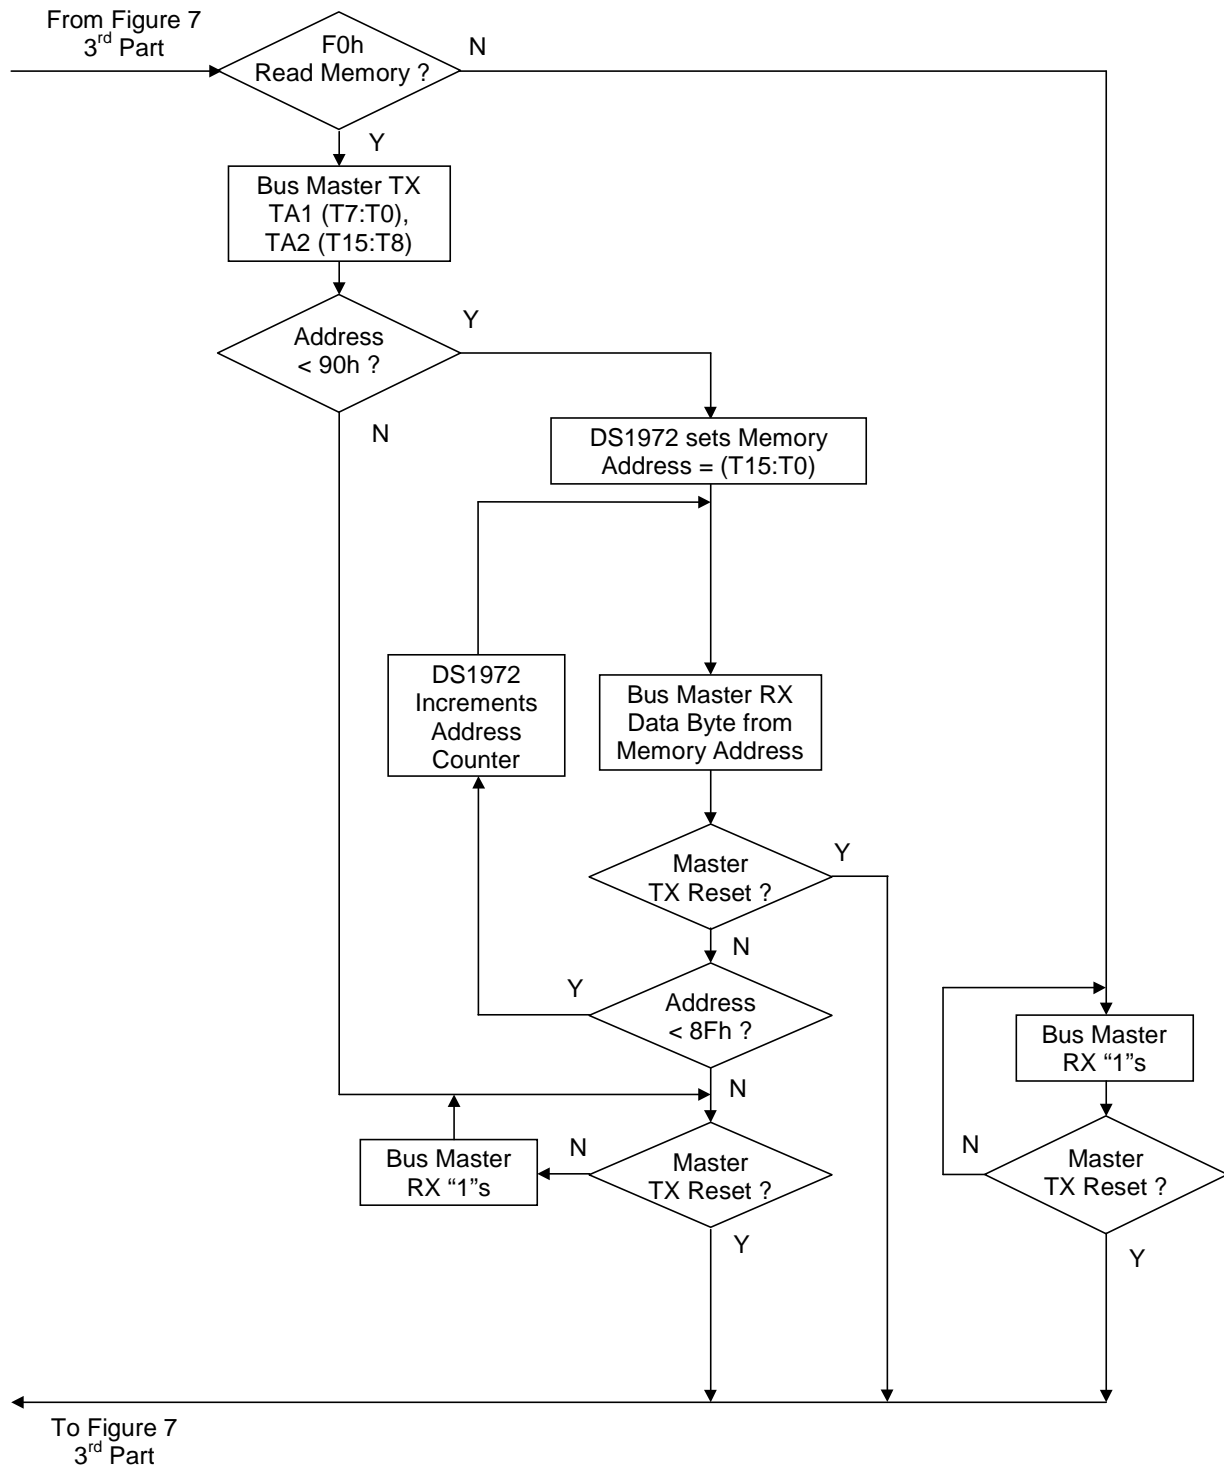 From Figure 7
3rd Part
F0h
Read Memory ?
N
Y
Bus Master TX
TA1 (T7:T0),
TA2 (T15:T8)
Address
< 90h ?
Y
N
DS1972 sets Memory
Address = (T15:T0)
DS1972
Increments
Address
Counter
Bus Master RX
Data Byte from
Memory Address
Master
TX Reset ?
Y
N
Address
< 8Fh ?
Y
N
Bus Master
RX “1”s
N
Master
TX Reset ?
Y
Bus Master
RX “1”s
N
Master
TX Reset ?
Y
To Figure 7
3rd Part